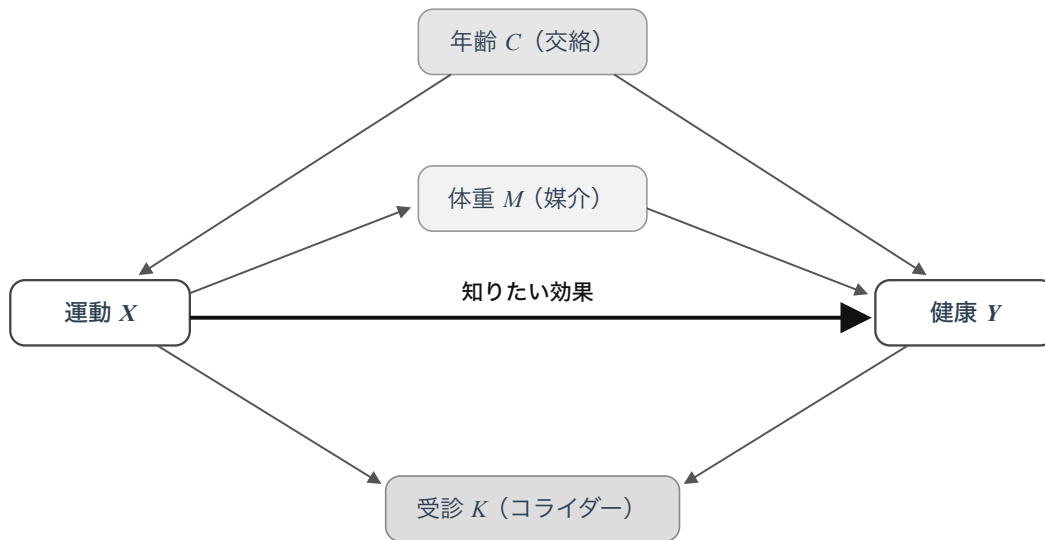 年齢 C（交絡）
体重 M（媒介）
知りたい効果
運動 X
健康 Y
受診 K（コライダー）